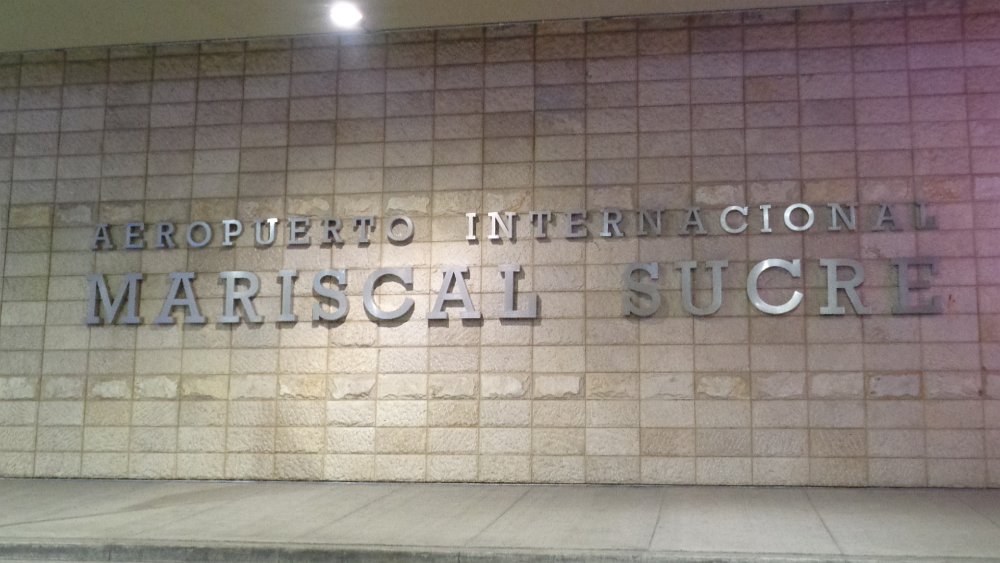 AEROPUERTO INTERNACIONAL
MARISCAL SUCRE